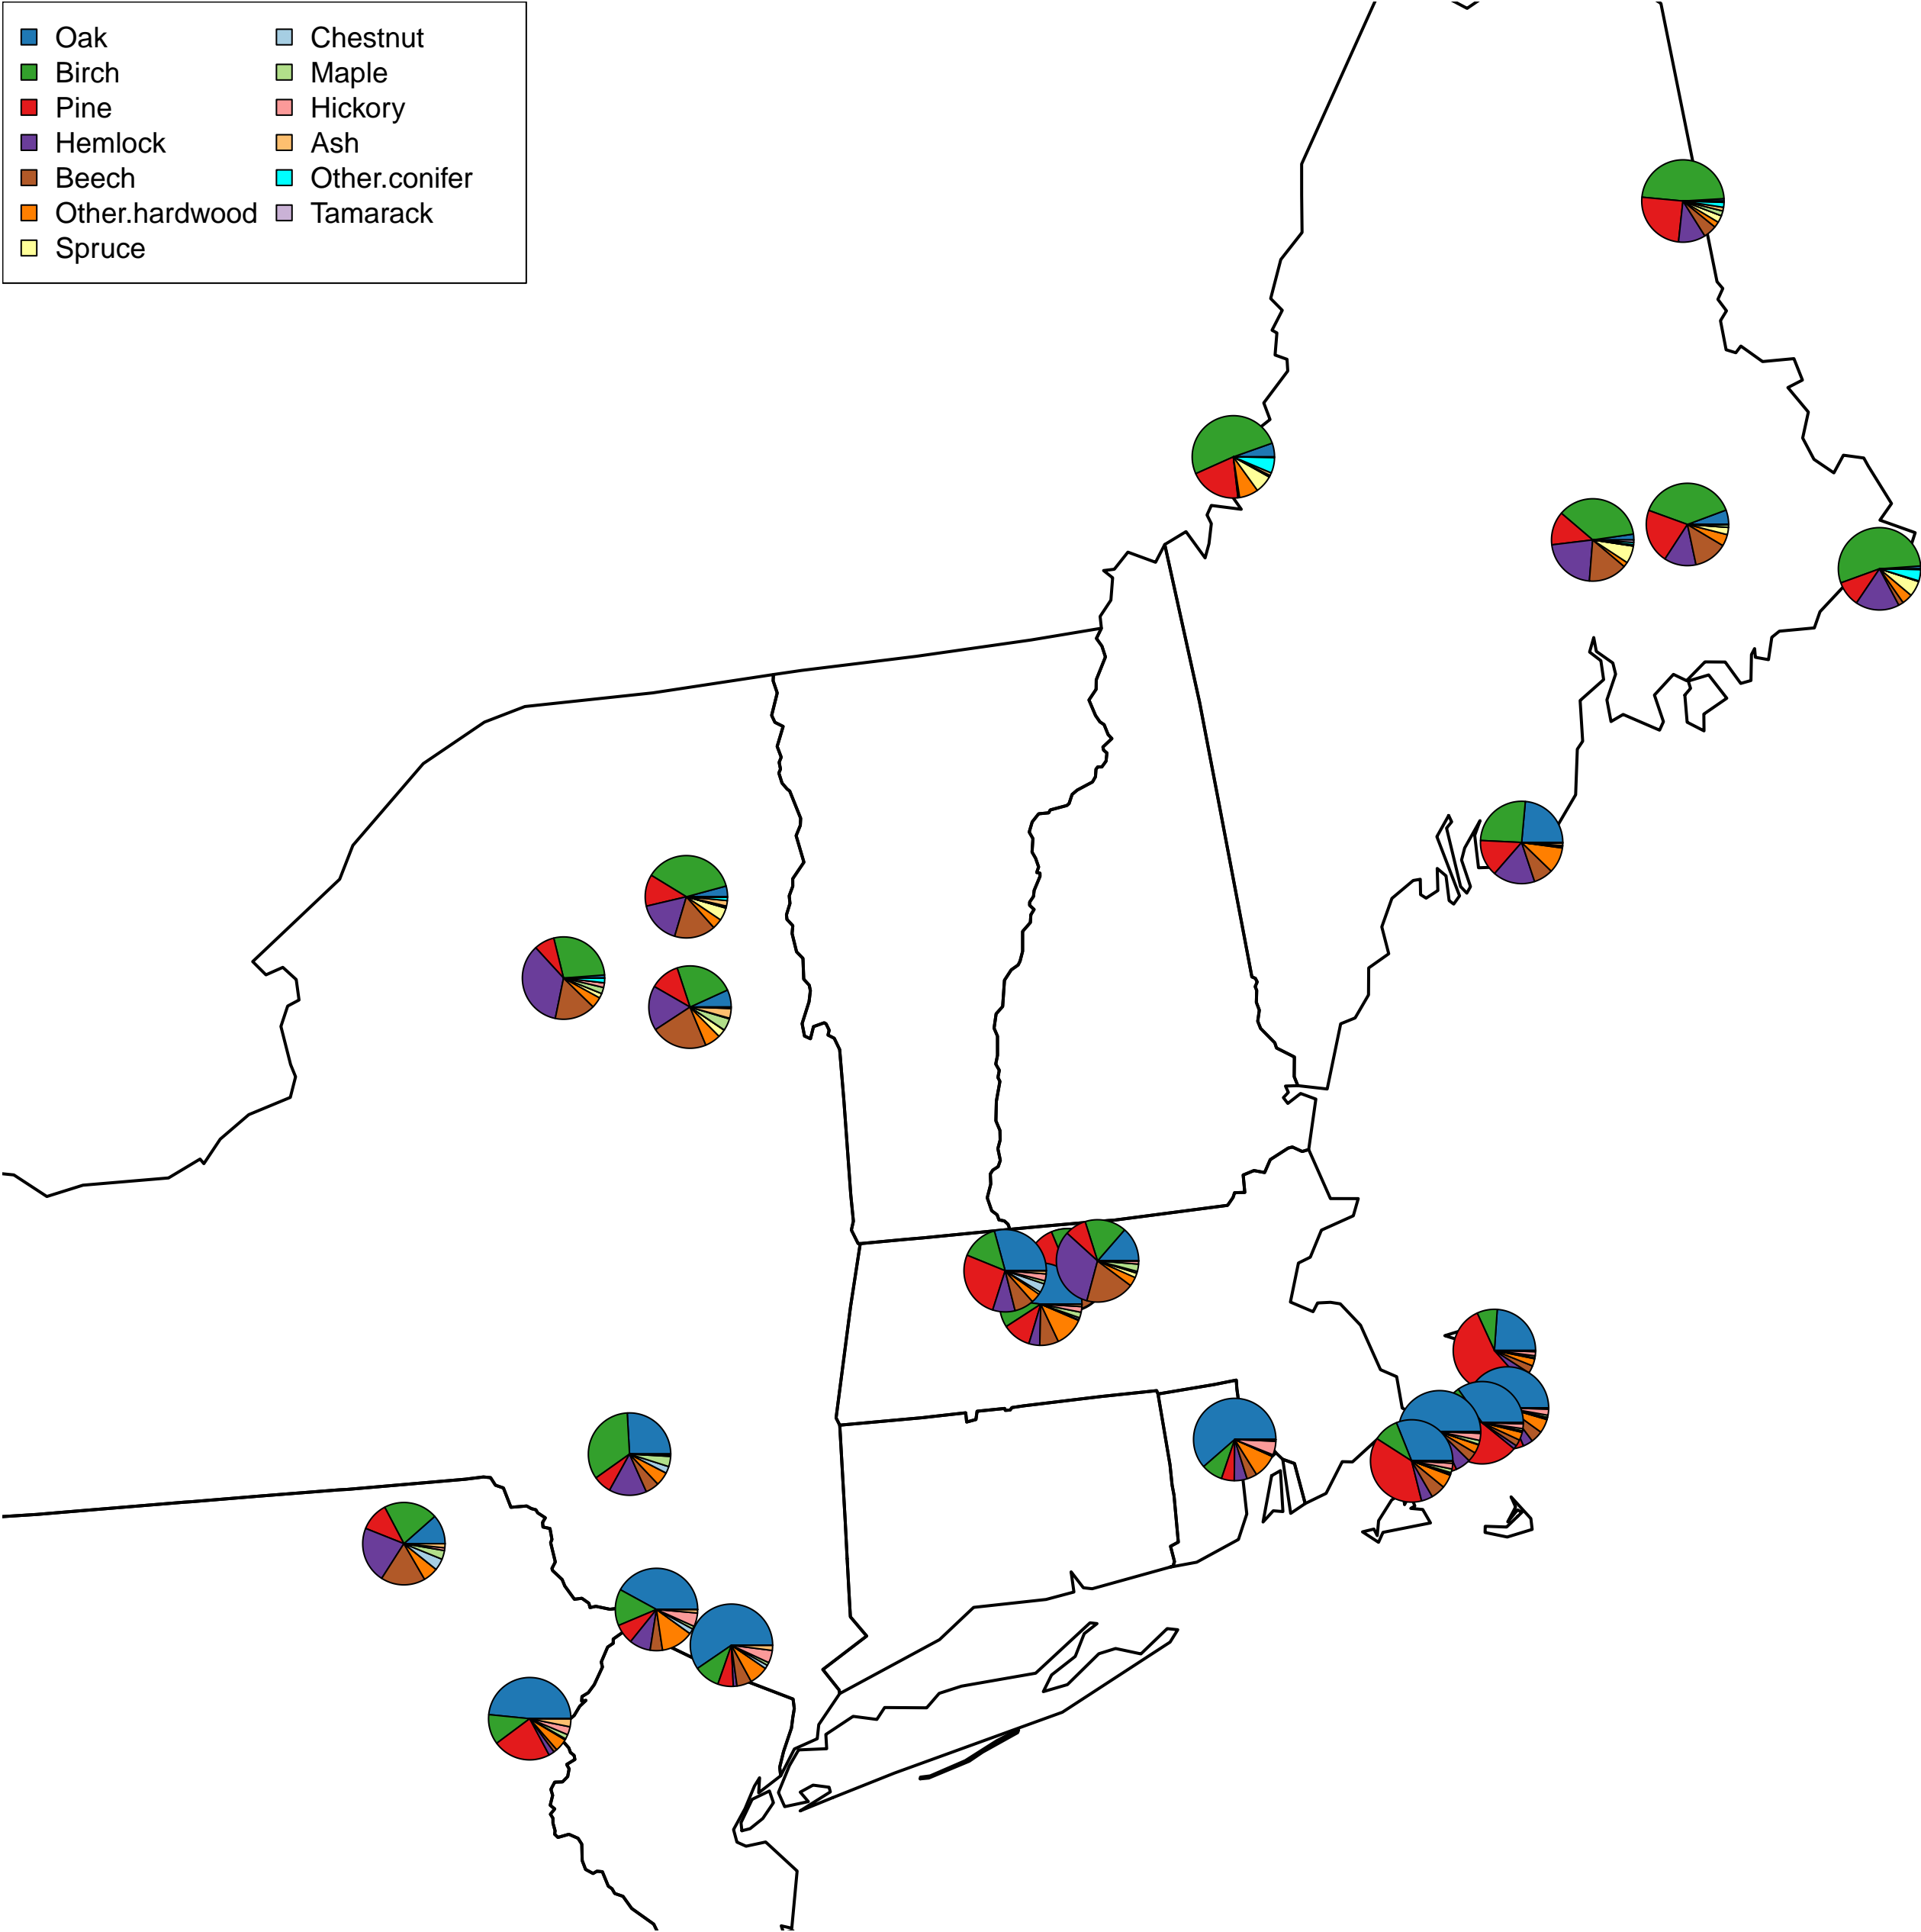 Oak
Birch
Pine
Hemlock
Beech
Other.hardwood
Spruce
Chestnut
Maple
Hickory
Ash
Other.conifer
Tamarack